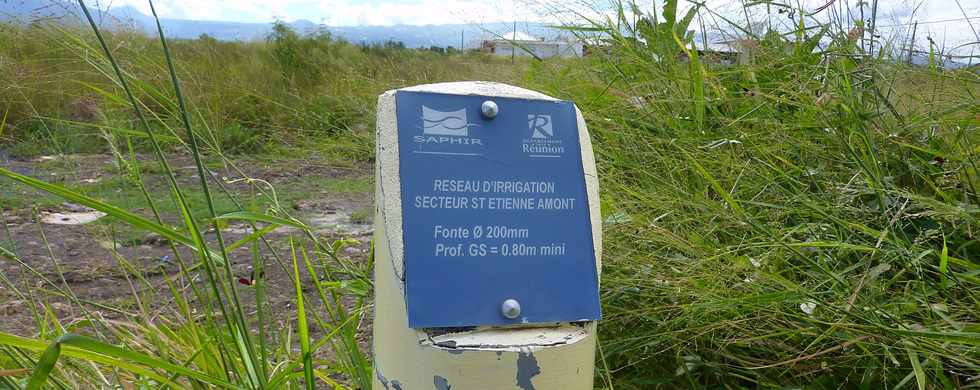 SAPHIR
R
DÉPARTEMENT
Réunion
RESEAU D'IRRIGATION
SECTEUR ST ETIENNE AMONT
Fonte Ø 200mm
Prof. GS = 0.80m mini